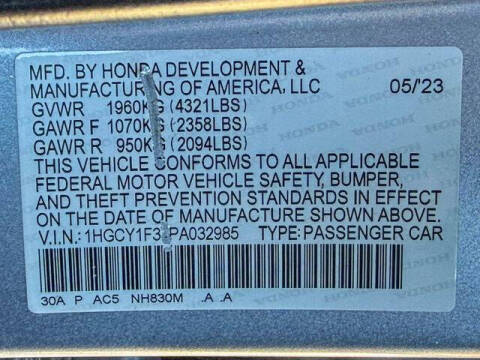 MFD. BY HONDA DEVELOPMENT &
MANUFACTURING OF AMERICA, LLC 05/'23
GVWR 1960KG (4321LBS)
GAWR F 1070KG (2358LBS)
GAWR R 950KG (2094LBS)
THIS VEHICLE CONFORMS TO ALL APPLICABLE
FEDERAL MOTOR VEHICLE SAFETY, BUMPER,
AND THEFT PREVENTION STANDARDS IN EFFECT
ON THE DATE OF MANUFACTURE SHOWN ABOVE.
V.I.N.: TYPE:PASSENGER CAR
30A P AC5 NH830M .A .A